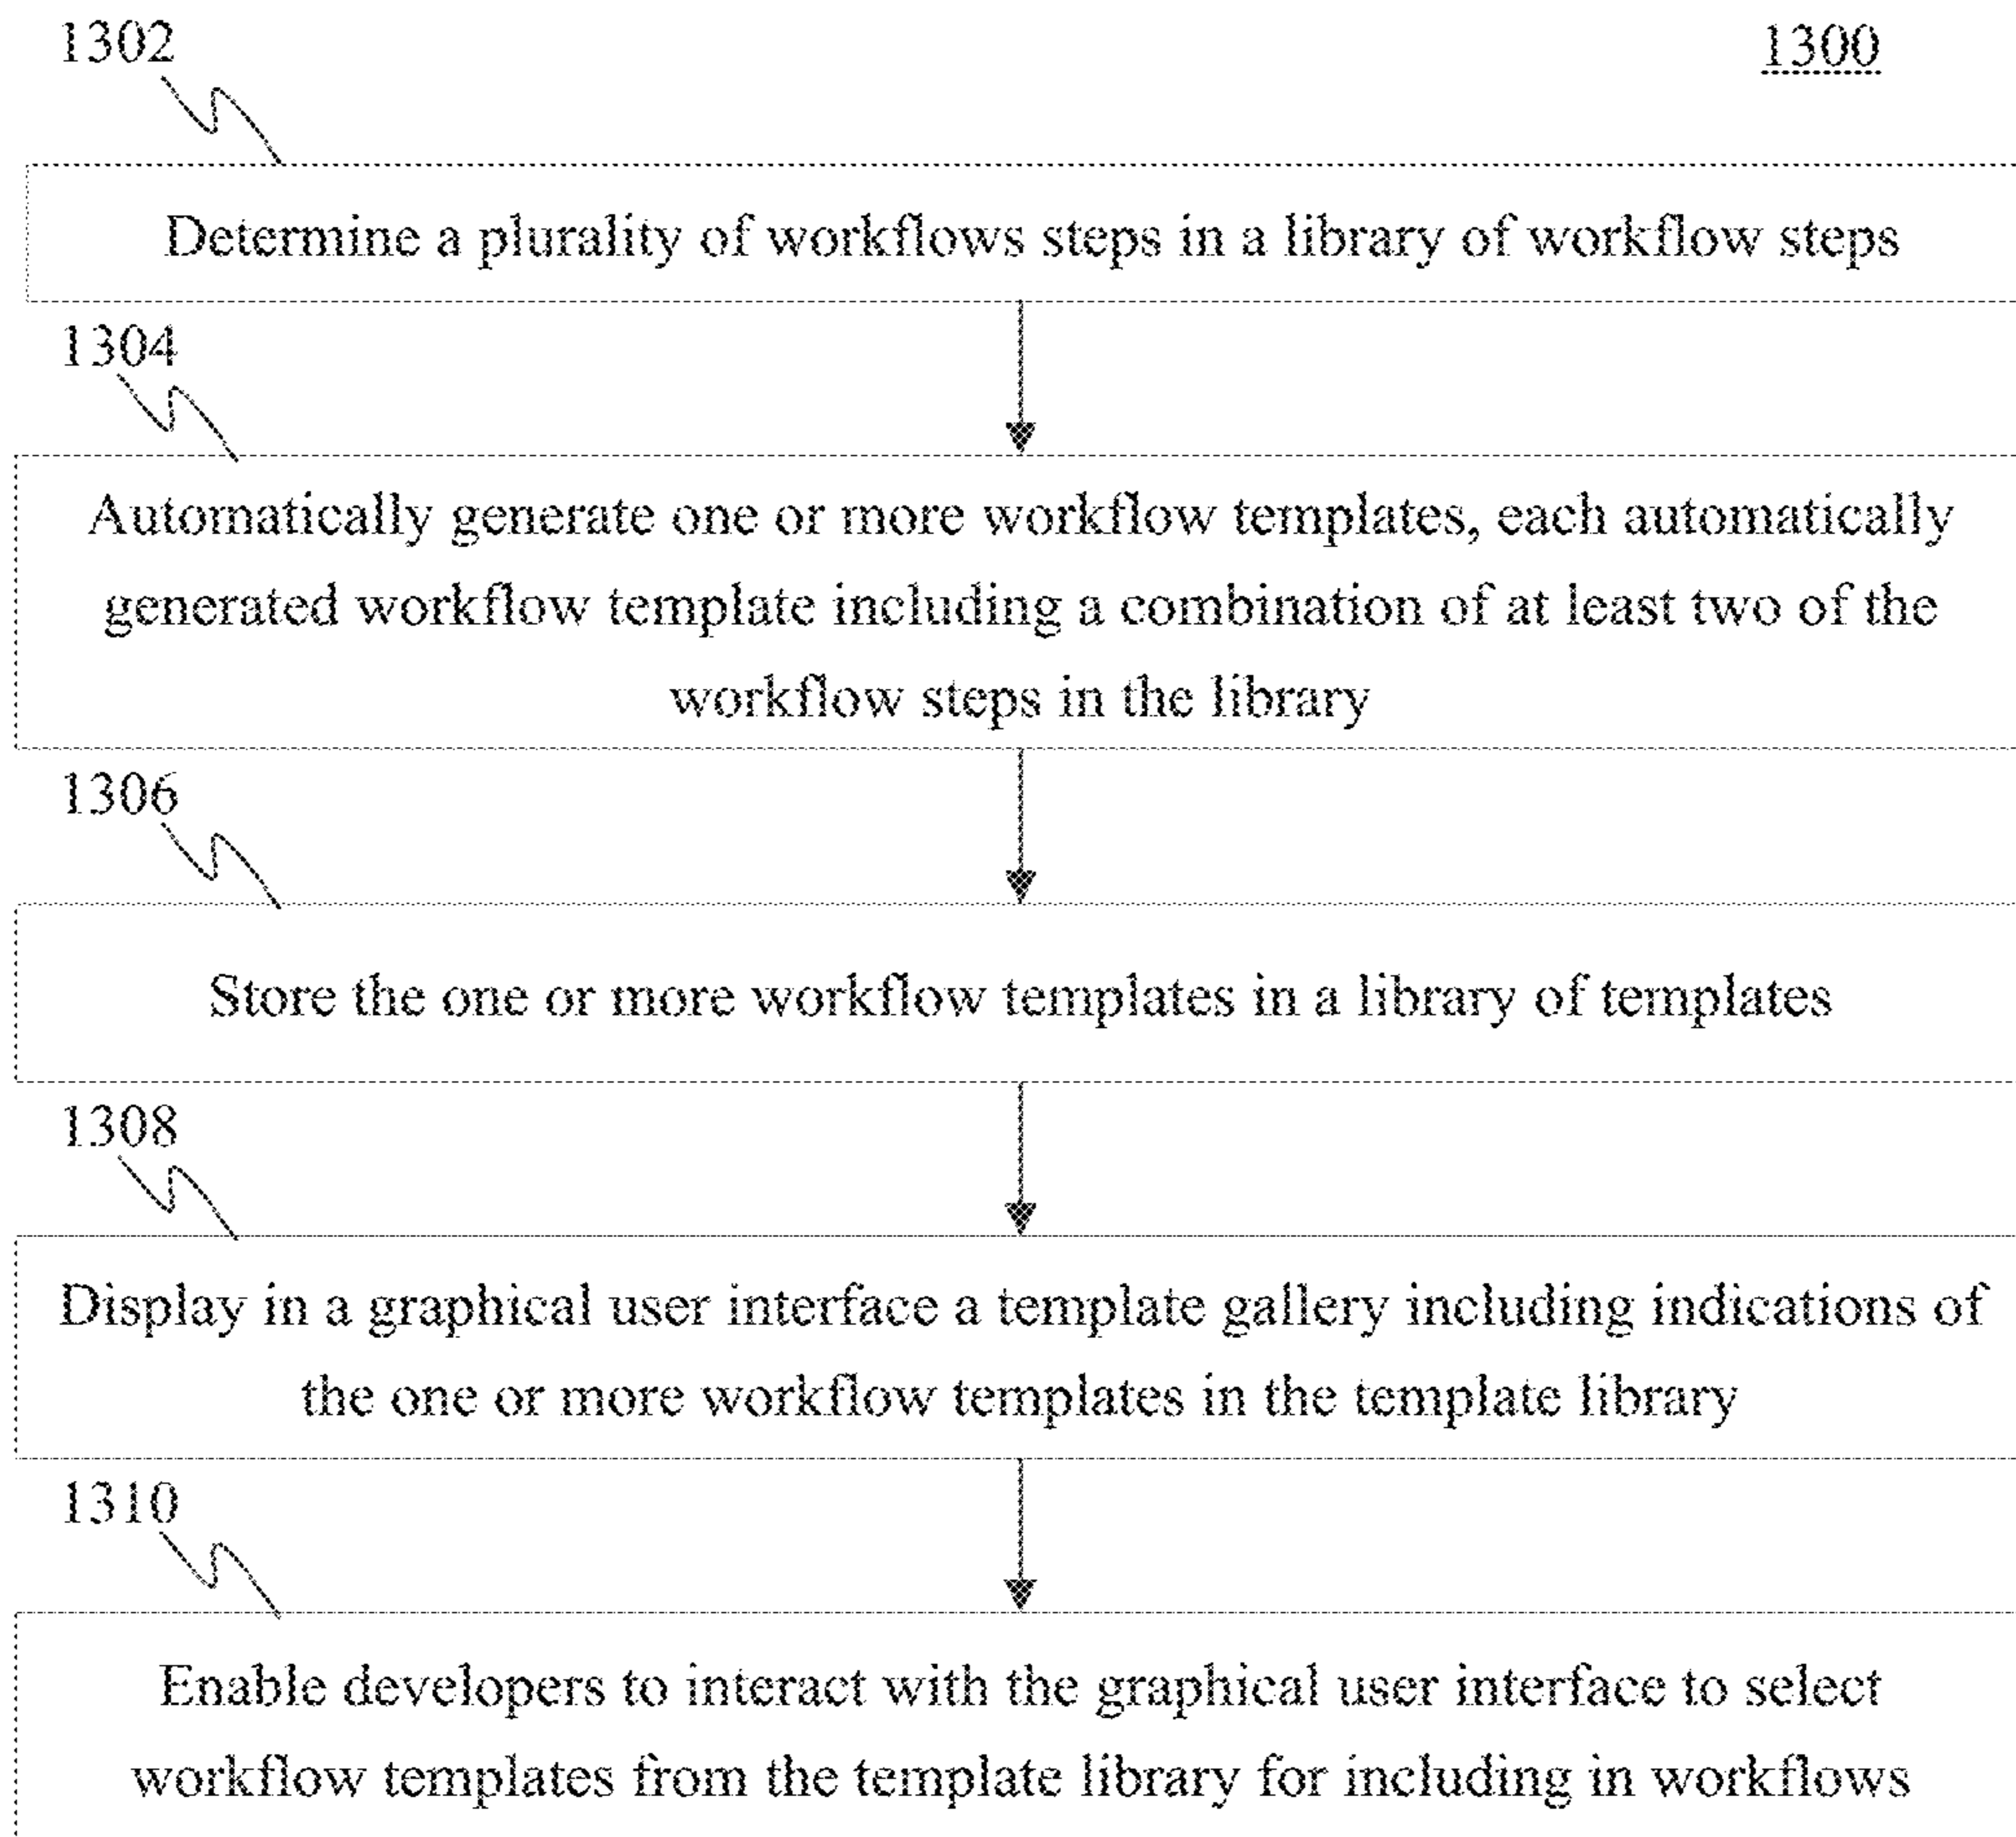 1302
1300
Determine a plurality of workflows steps in a library of workflow steps
1304
Automatically generate one or more workflow templates, each automatically
generated workflow template including a combination of at least two of the
workflow steps in the library
1306
Store the one or more workflow templates in a library of templates
1308
Display in a graphical user interface a template gallery including indications of
the one or more workflow templates in the template library
1310
Enable developers to interact with the graphical user interface to select
workflow templates from the template library for including in workflows